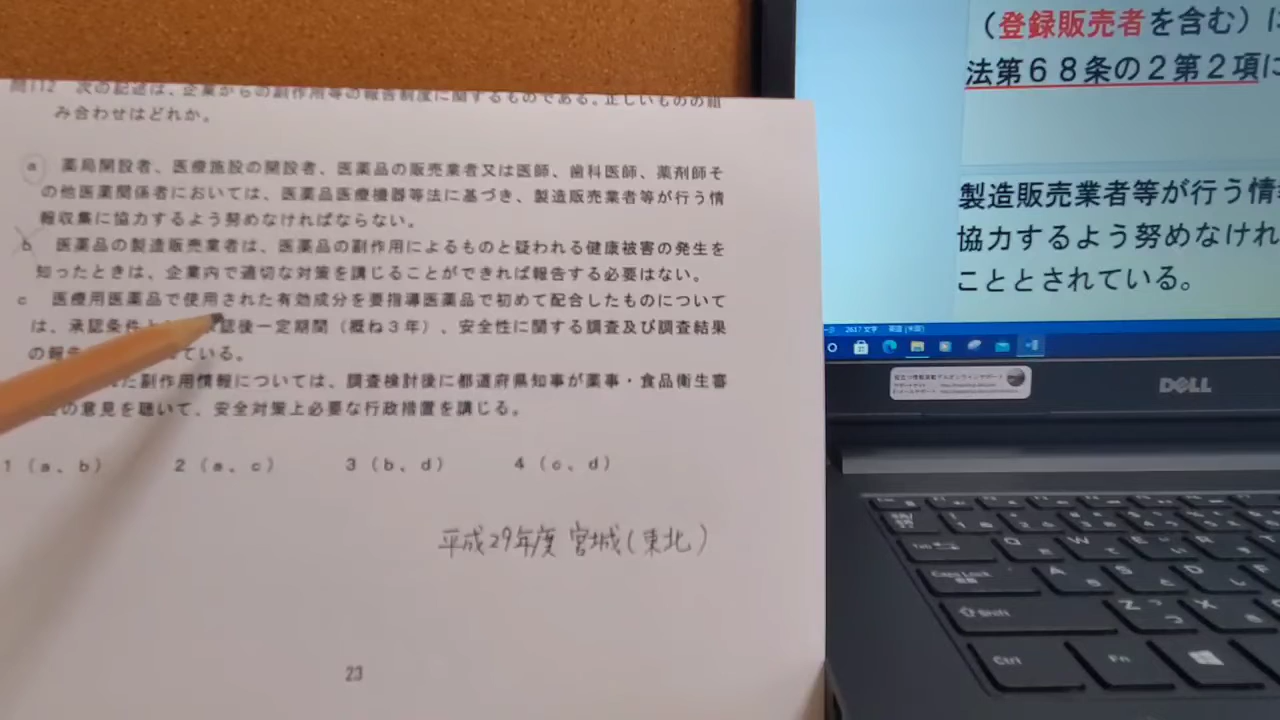 問112 次の記述は、企業からの副作用等の報告制度に関するものである。正しいものの組
み合わせはどれか。
a 薬局開設者、医療施設の開設者、医薬品の販売業者又は医師、歯科医師、薬剤師そ
の他医薬関係者においては、医薬品医療機器等法に基づき、製造販売業者等が行う情
報収集に協力するよう努めなければならない。
b 医薬品の製造販売業者は、医薬品の副作用によるものと疑われる健康被害の発生を
知ったときは、企業内で適切な対策を講じることができれば報告する必要はない。
c 医療用医薬品で使用された有効成分を要指導医薬品で初めて配合したものについて
は、承認条件と 認後一定期間（概ね３年）、安全性に関する調査及び調査結果
の報告 ている。
た副作用情報については、調査検討後に都道府県知事が薬事・食品衛生審
の意見を聴いて、安全対策上必要な行政措置を講じる。
1（a、b） 2（a、c） 3（b、d） 4（c、d）
平成29年度 宮城（東北）
23
（登録販売者を含む）に
法第６８条の２第２項に
製造販売業者等が行う情報
協力するよう努めなけれ
こととされている。
2617 文字 英語 (米国)
DELL
Q W E R
A S D F
Z X
Tab
Caps Lock
Shift
Ctrl
Fn